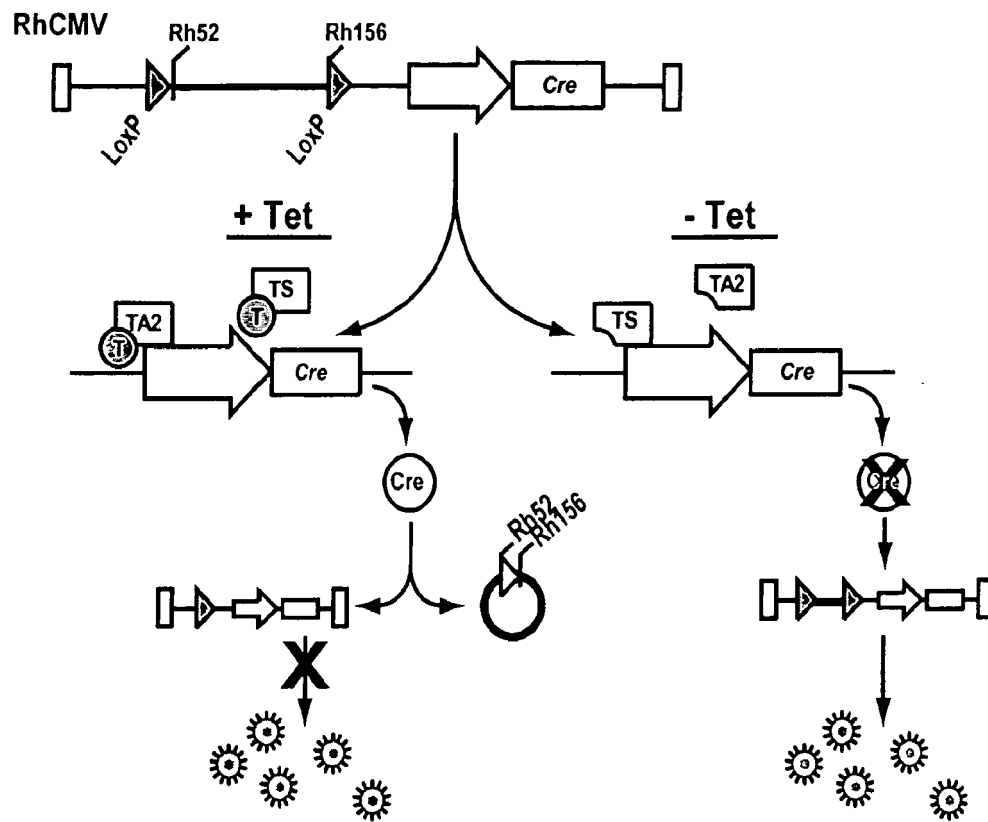 RhCMV
Rh52
Rh156
Cre
LoxP
LoxP
+ Tet
- Tet
TS
TA2
T
T
Cre
TA2
TS
Cre
Cre
Cre
Rh52
Rh156